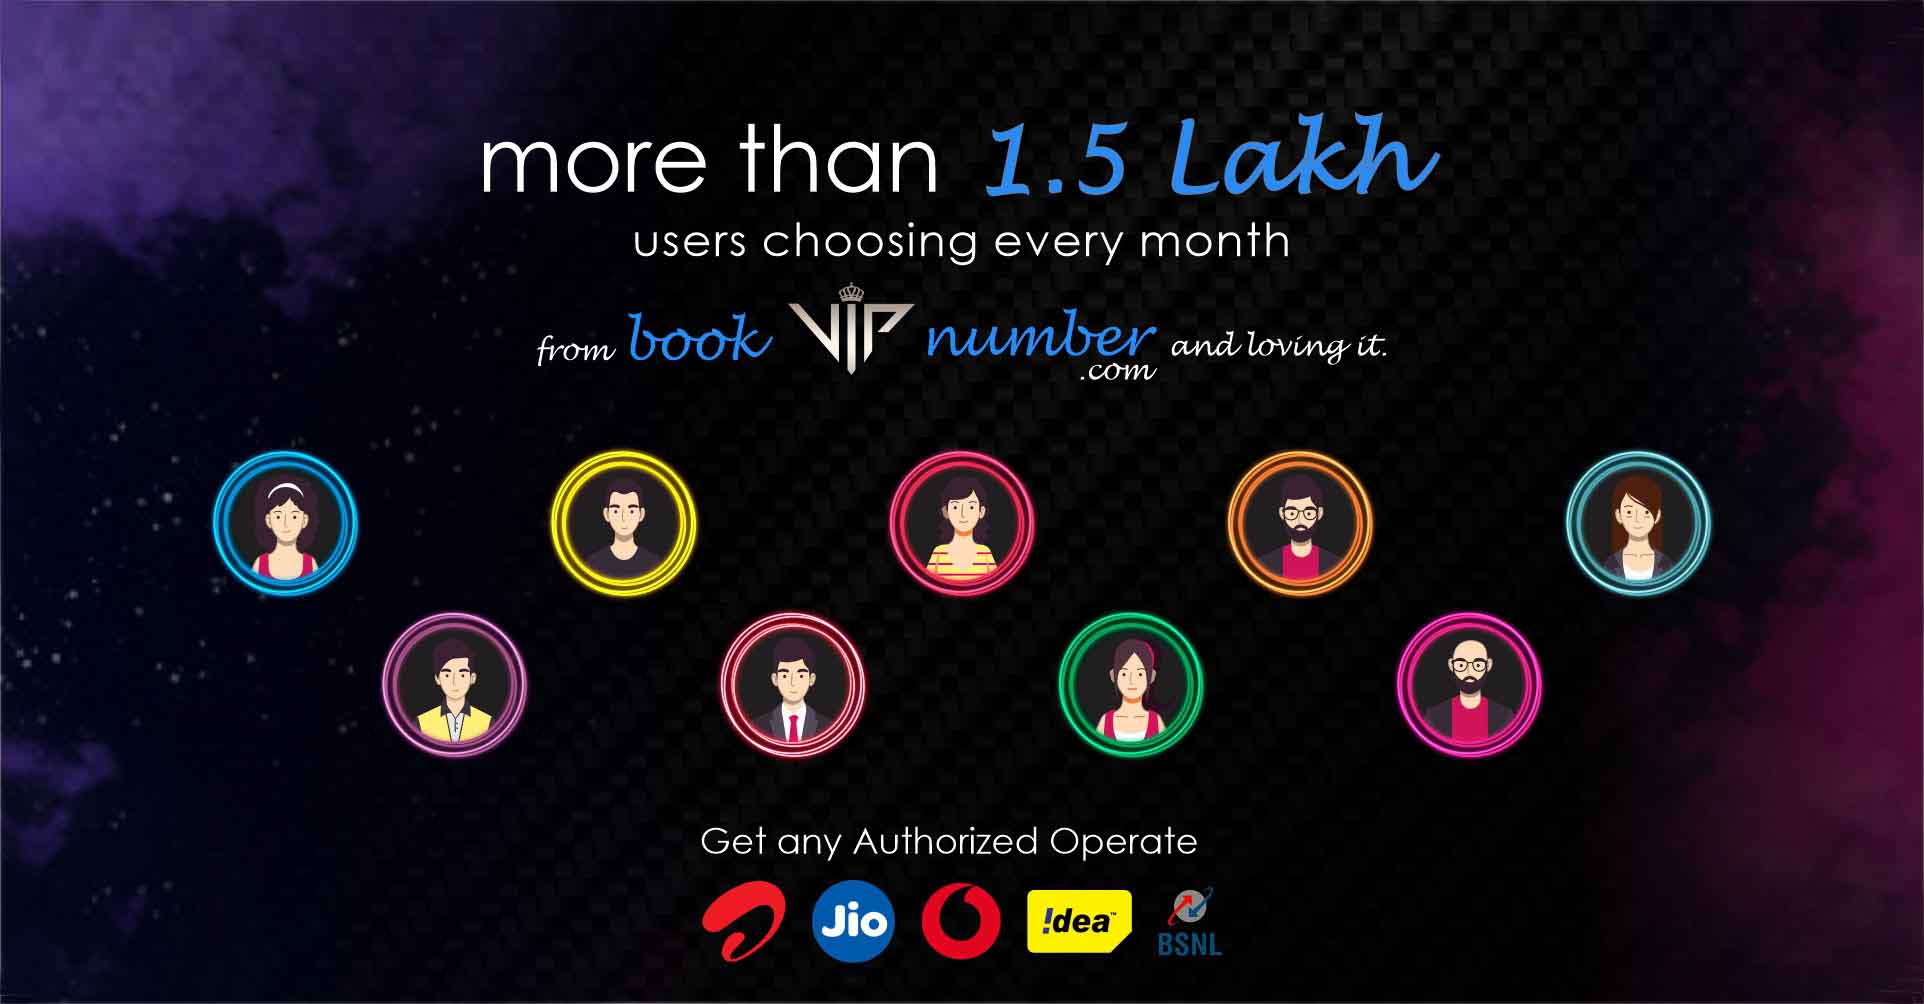 more than 1.5 Lakh
users choosing every month
from book VIP number .com and loving it.
Get any Authorized Operate
Jio !dea™ BSNL